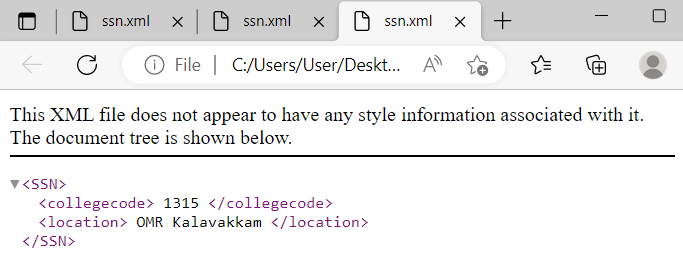 ssn.xml ssn.xml ssn.xml
File C:/Users/User/Deskt...
This XML file does not appear to have any style information associated with it.
The document tree is shown below.
<SSN>
<collegecode> 1315 </collegecode>
<location> OMR Kalavakkam </location>
</SSN>